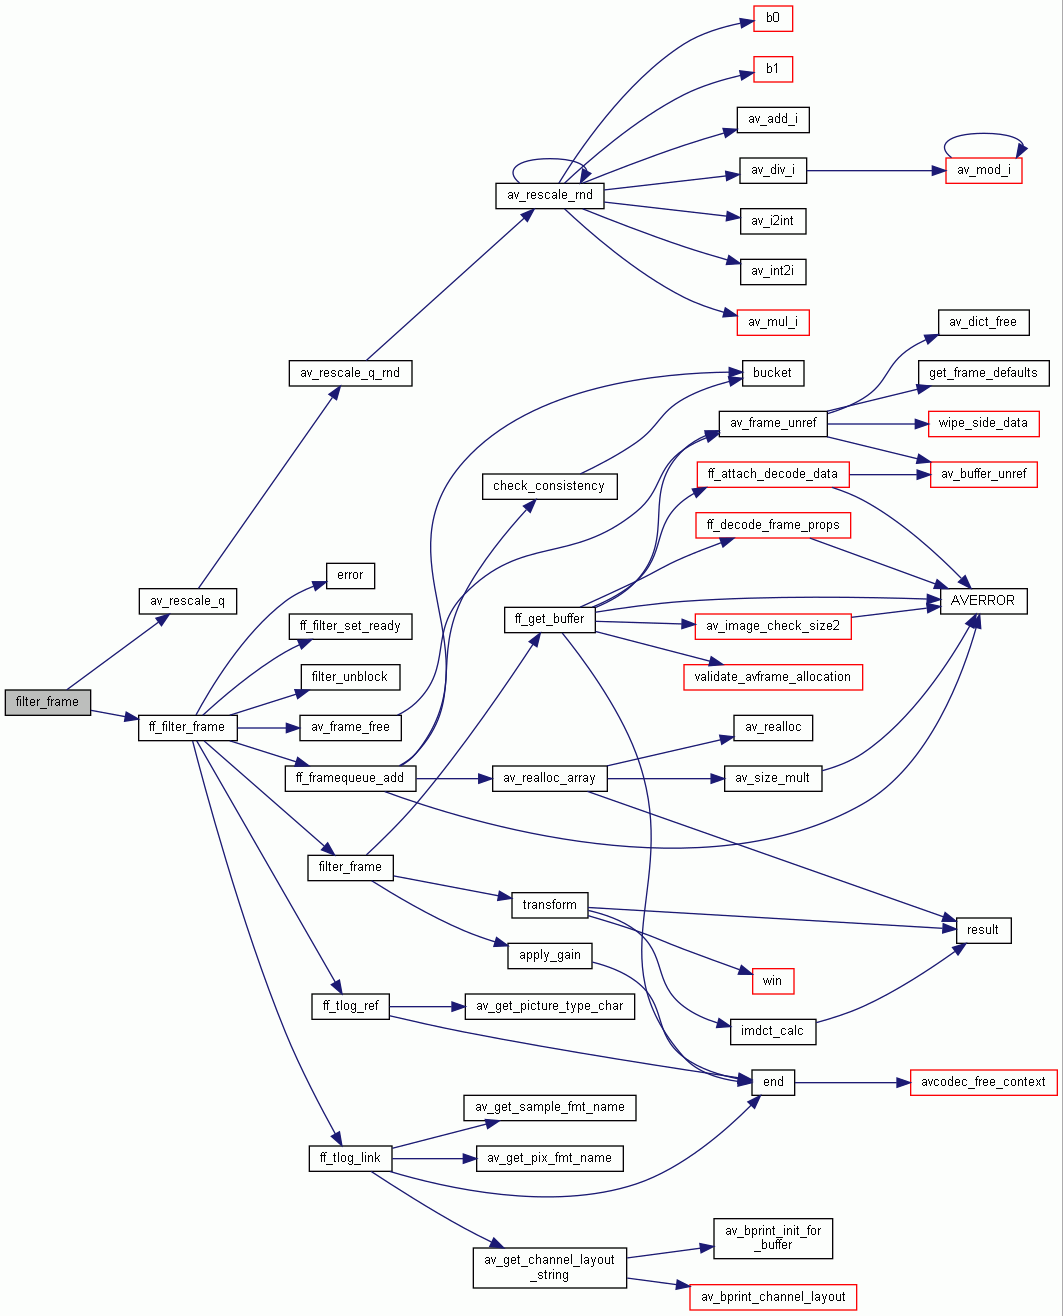 b0
b1
av_add_i
av_div_i
av_mod_i
av_rescale_rnd
av_i2int
av_int2i
av_mul_i
av_dict_free
av_rescale_q_rnd
bucket
get_frame_defaults
av_frame_unref
wipe_side_data
ff_attach_decode_data
av_buffer_unref
check_consistency
ff_decode_frame_props
error
av_rescale_q
AVERROR
ff_filter_set_ready
ff_get_buffer
av_image_check_size2
filter_unblock
validate_avframe_allocation
filter_frame
ff_filter_frame
av_frame_free
av_realloc
ff_framequeue_add
av_realloc_array
av_size_mult
filter_frame
transform
result
apply_gain
win
ff_tlog_ref
av_get_picture_type_char
imdct_calc
end
avcodec_free_context
av_get_sample_fmt_name
ff_tlog_link
av_get_pix_fmt_name
av_bprint_init_for
_buffer
av_get_channel_layout
_string
av_bprint_channel_layout